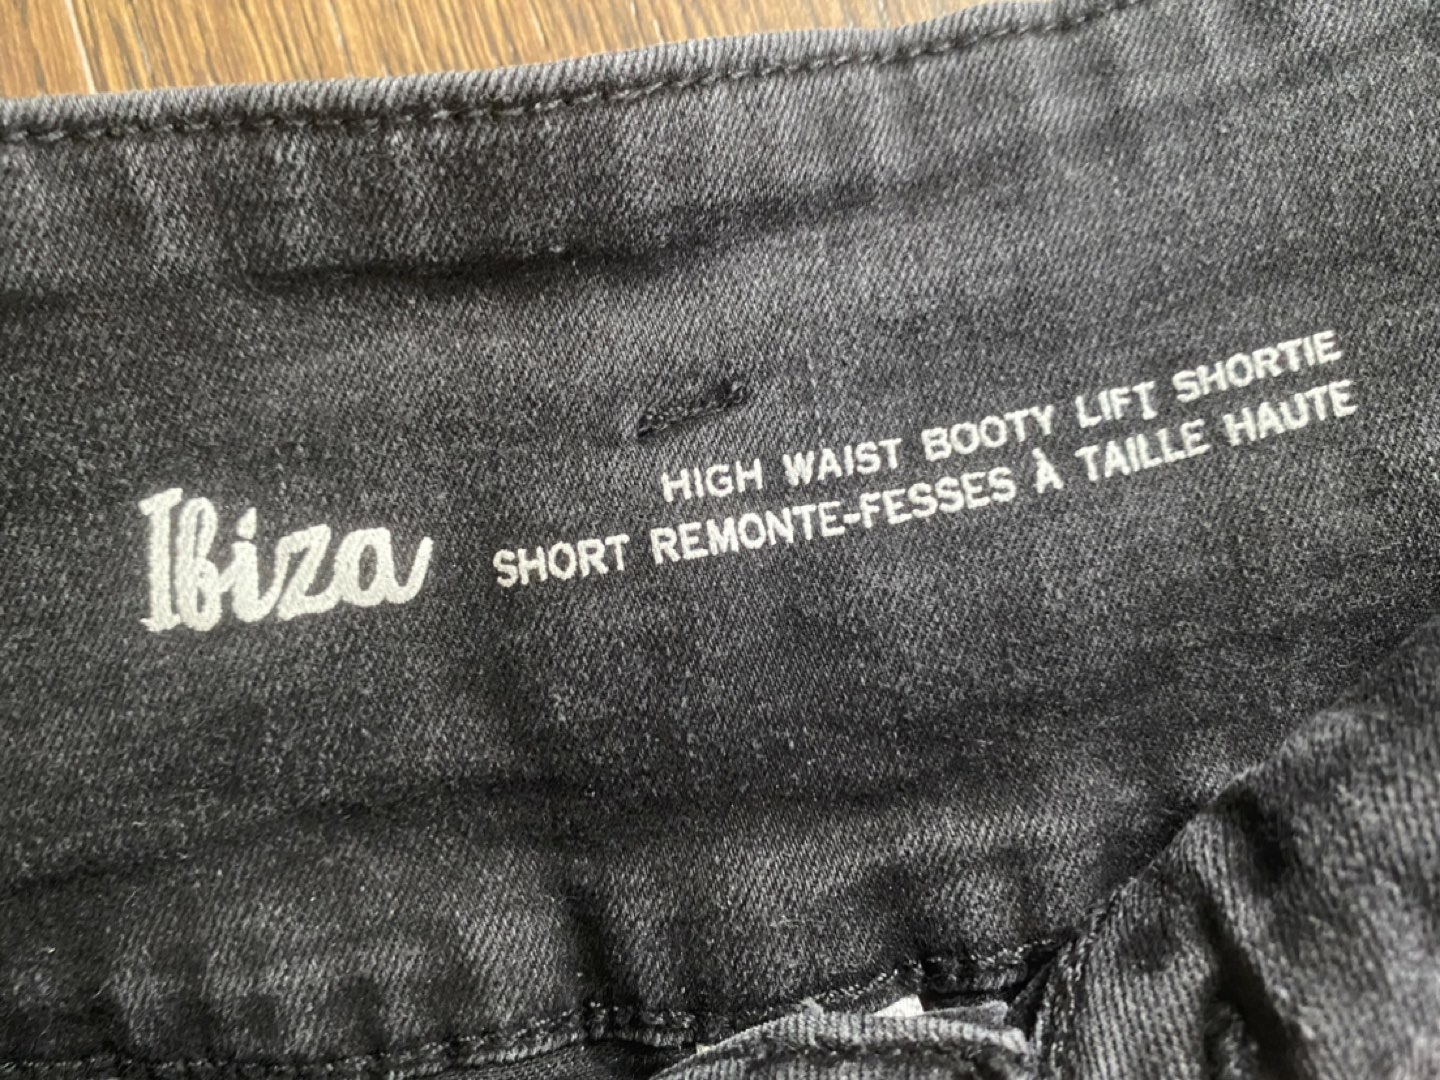 Ibiza
HIGH WAIST BOOTY LIFT SHORTIE
SHORT REMONTE-FESSES À TAILLE HAUTE